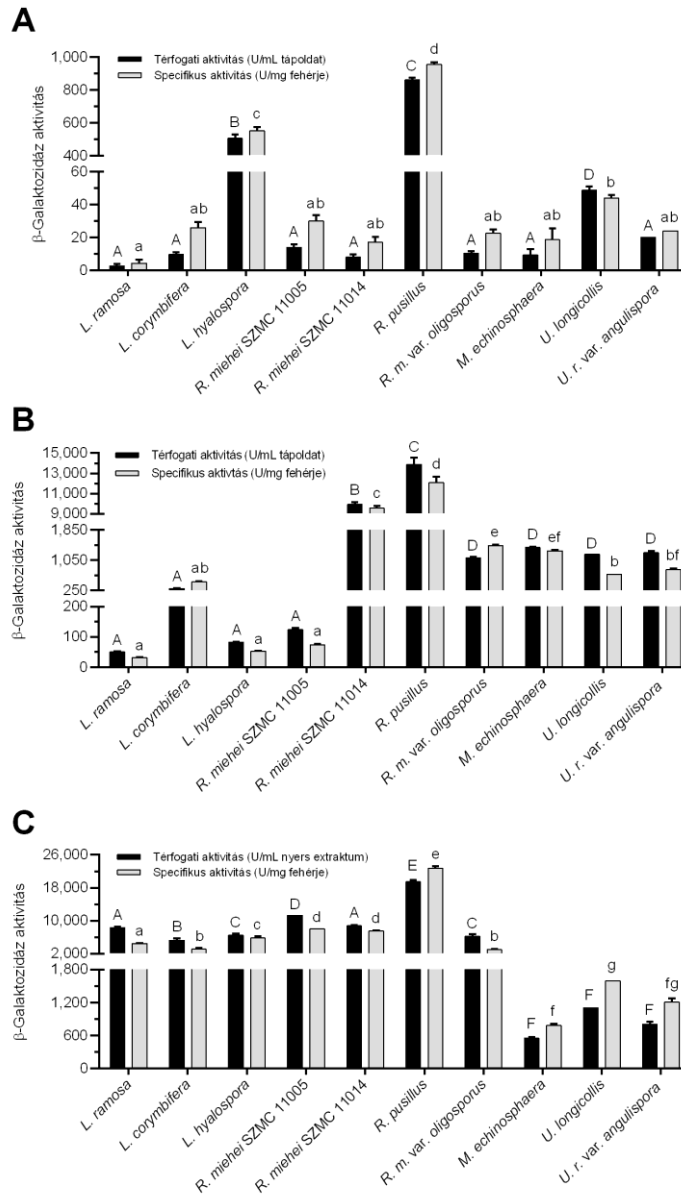 A
Térfogati aktivitás (U/mL tápoldat)
Specifikus aktivitás (U/mg fehérje)
β-Galaktozidáz aktivitás
1,000
800
600
400
60
40
20
0
A a
A ab
B c
A ab
A ab
C d
A ab
A ab
D b
A ab
L. ramosa
L. corymbifera
L. hyalospora
R. miehei SZMC 11005
R. miehei SZMC 11014
R. pusillus
R. m. var. oligosporus
M. echinosphaera
U. longicollis
U. r. var. angulispora
B
Térfogati aktivitás (U/mL tápoldat)
Specifikus aktivtás (U/mg fehérje)
β-Galaktozidáz aktivitás
15,000
13,000
11,000
9,000
1,850
1,050
250
200
100
0
A a
A ab
A a
A a
B c
C d
D e
D ef
D b
D bf
L. ramosa
L. corymbifera
L. hyalospora
R. miehei SZMC 11005
R. miehei SZMC 11014
R. pusillus
R. m. var. oligosporus
M. echinosphaera
U. longicollis
U. r. var. angulispora
C
Térfogati aktivitás (U/mL nyers extraktum)
Specifikus aktivitás (U/mg fehérje)
β-Galaktozidáz aktivitás
26,000
18,000
10,000
2,000
1,800
1,200
600
0
A a
B b
C c
D d
A d
E e
C b
F f
F g
F fg
L. ramosa
L. corymbifera
L. hyalospora
R. miehei SZMC 11005
R. miehei SZMC 11014
R. pusillus
R. m. var. oligosporus
M. echinosphaera
U. longicollis
U. r. var. angulispora